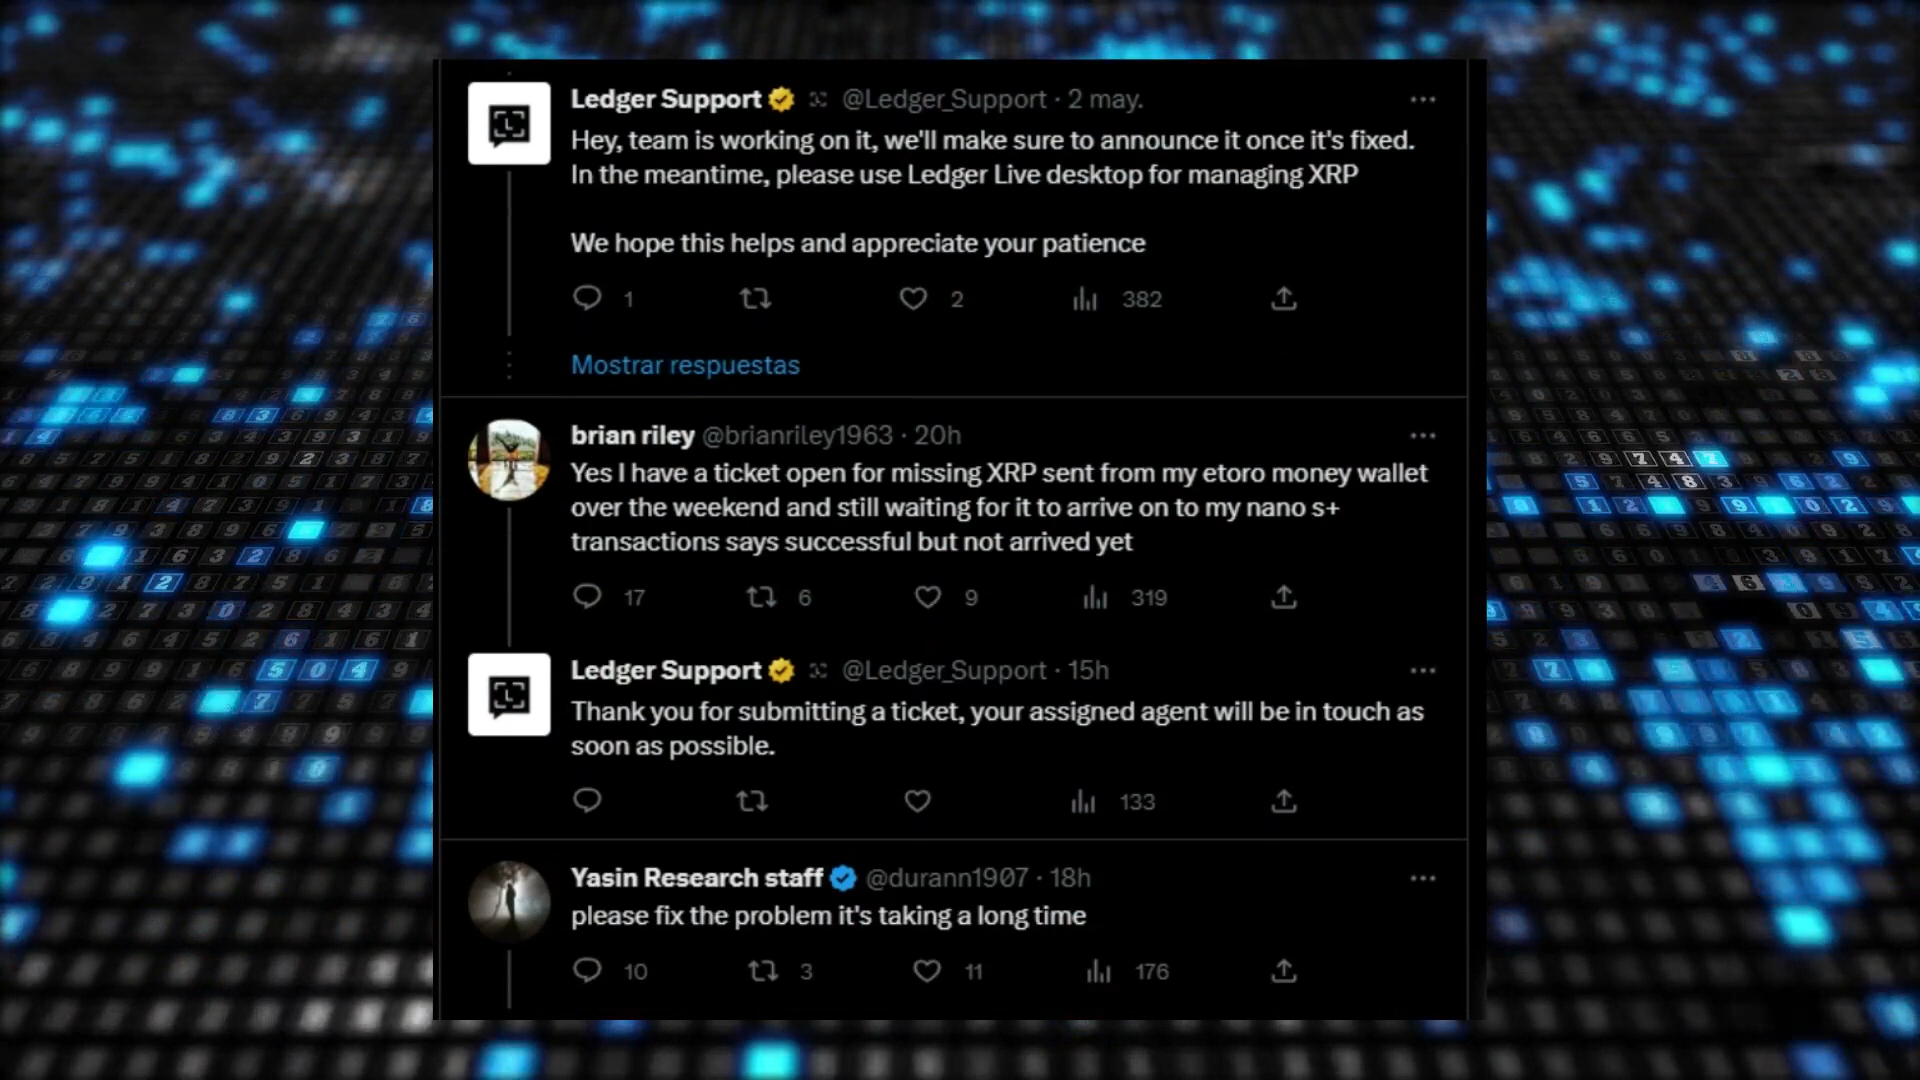 Ledger Support @Ledger_Support · 2 may.
Hey, team is working on it, we'll make sure to announce it once it's fixed.
In the meantime, please use Ledger Live desktop for managing XRP
We hope this helps and appreciate your patience
1 2 382
Mostrar respuestas
brian riley @brianriley1963 · 20h
Yes I have a ticket open for missing XRP sent from my etoro money wallet
over the weekend and still waiting for it to arrive on to my nano s+
transactions says successful but not arrived yet
17 6 9 319
Ledger Support @Ledger_Support · 15h
Thank you for submitting a ticket, your assigned agent will be in touch as
soon as possible.
133
Yasin Research staff @durann1907 · 18h
please fix the problem it's taking a long time
10 3 11 176